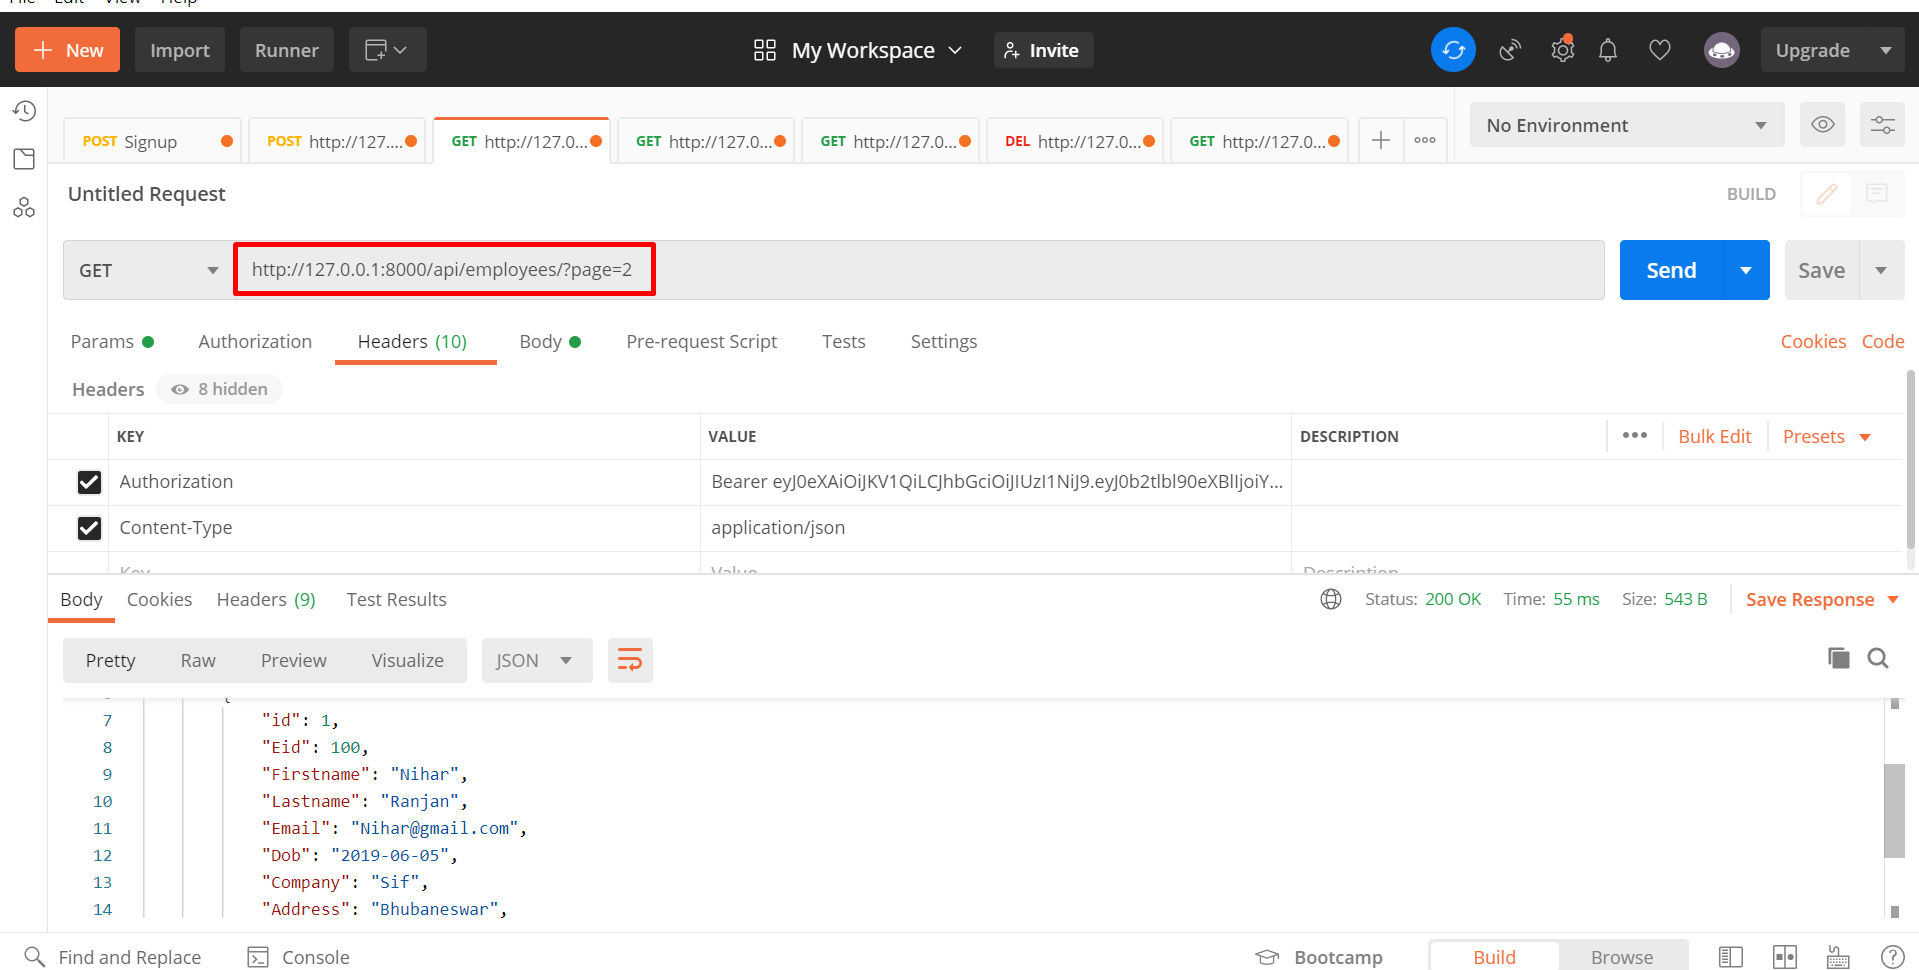 File Edit View Help
New Import Runner My Workspace Invite Upgrade
POST Signup POST http://127.... GET http://127.0... GET http://127.0... GET http://127.0... DEL http://127.0... GET http://127.0... No Environment
Untitled Request BUILD
GET http://127.0.0.1:8000/api/employees/?page=2 Send Save
Params Authorization Headers (10) Body Pre-request Script Tests Settings Cookies Code
Headers 8 hidden
KEY VALUE DESCRIPTION Bulk Edit Presets
Authorization Bearer eyJ0eXAiOiJKV1QiLCJhbGciOiJIUzI1NiJ9.eyJ0b2tlbl90eXBlIjoiY...
Content-Type application/json
Key Value Description
Body Cookies Headers (9) Test Results Status: 200 OK Time: 55 ms Size: 543 B Save Response
Pretty Raw Preview Visualize JSON
7 "id": 1,
8 "Eid": 100,
9 "Firstname": "Nihar",
10 "Lastname": "Ranjan",
11 "Email": "Nihar@gmail.com",
12 "Dob": "2019-06-05",
13 "Company": "Sif",
14 "Address": "Bhubaneswar",
Find and Replace Console Bootcamp Build Browse